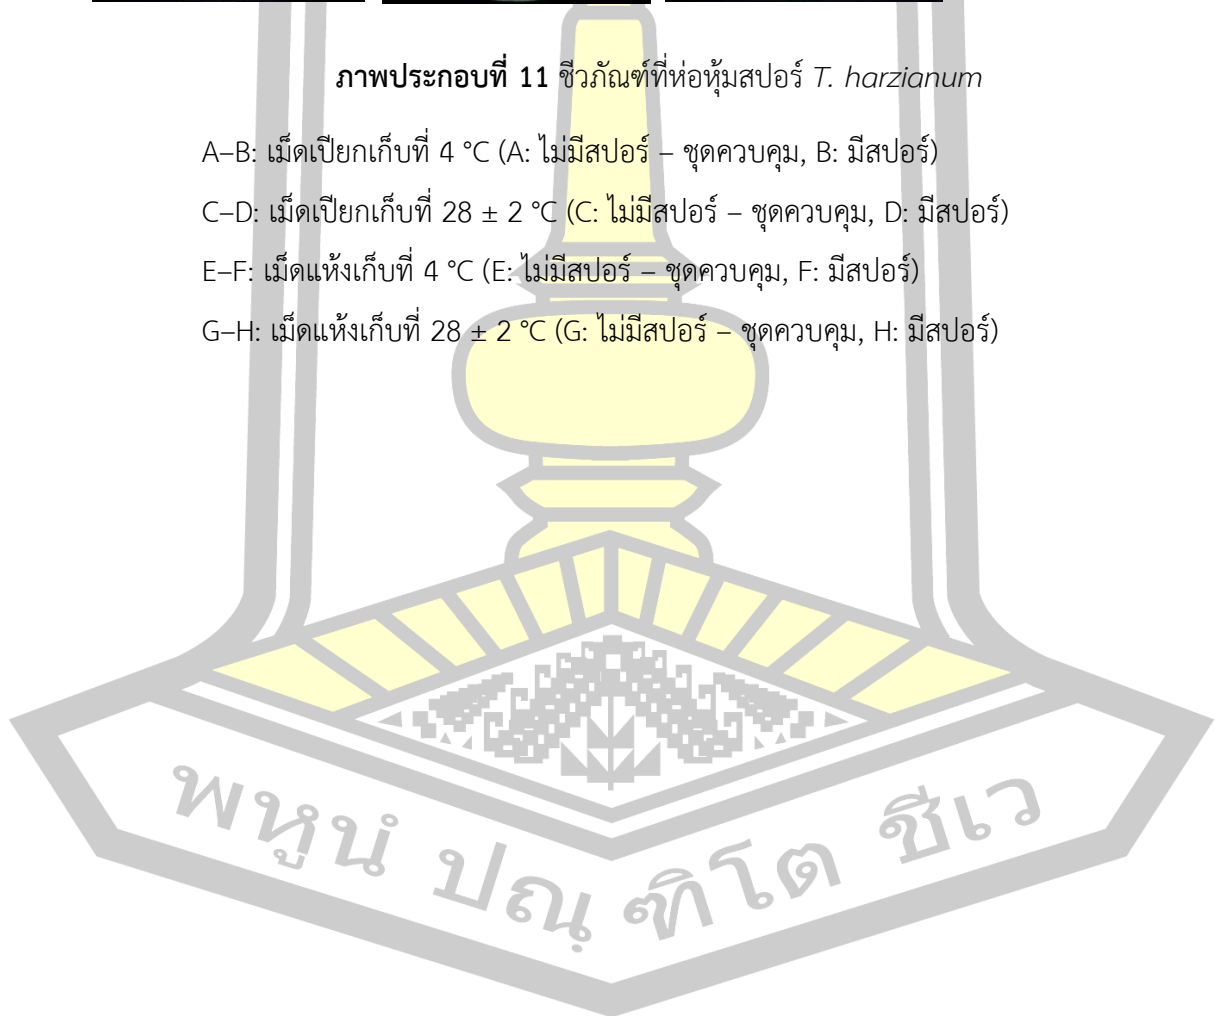 ภาพประกอบที่ 11 ชีวภัณฑ์ที่ห่อหุ้มสปอร์ T. harzianum
A–B: เม็ดเปียกเก็บที่ 4 °C (A: ไม่มีสปอร์ – ชุดควบคุม, B: มีสปอร์)
C–D: เม็ดเปียกเก็บที่ 28 ± 2 °C (C: ไม่มีสปอร์ – ชุดควบคุม, D: มีสปอร์)
E–F: เม็ดแห้งเก็บที่ 4 °C (E: ไม่มีสปอร์ – ชุดควบคุม, F: มีสปอร์)
G–H: เม็ดแห้งเก็บที่ 28 ± 2 °C (G: ไม่มีสปอร์ – ชุดควบคุม, H: มีสปอร์)
พหูนํ ปณฺฑิโต ชีเว